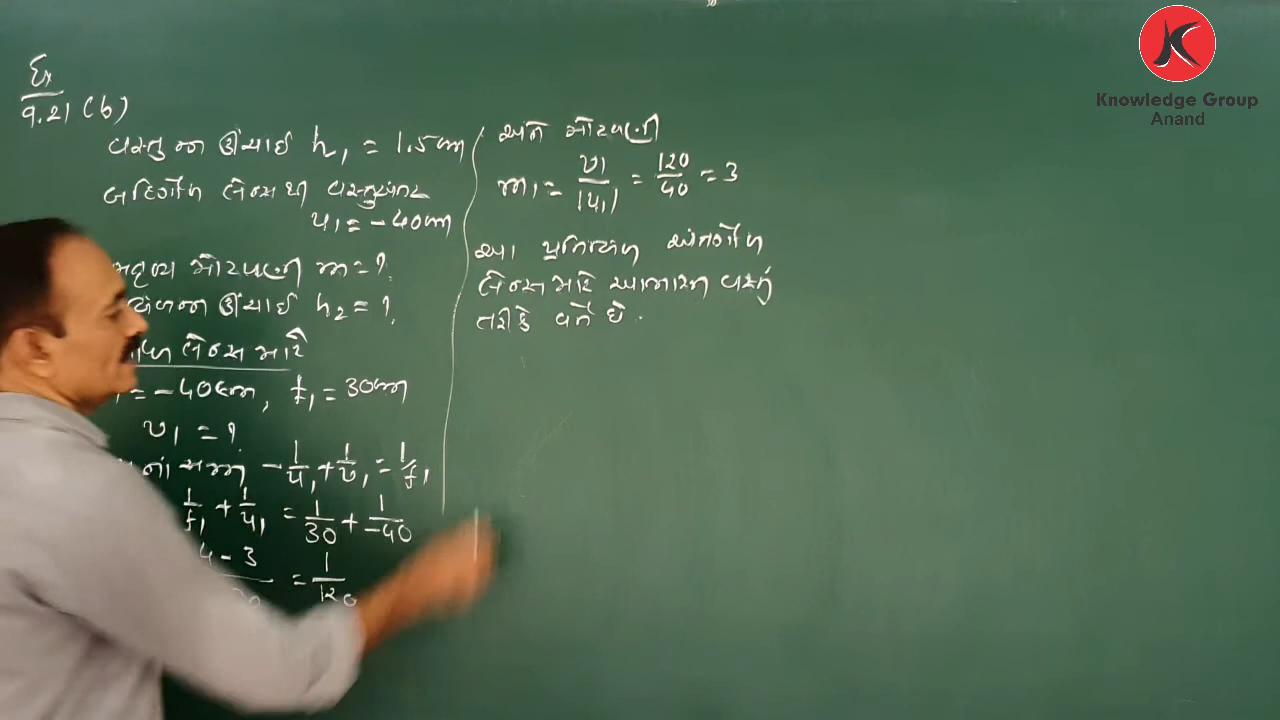 Ex 9.21 (b)
વસ્તુના ઊંચાઈ h₁ = 1.5cm
બહિર્ગોળ લેન્સથી વસ્તુઅંતર
u₁ = -40cm
મોટવણી m = ?
ઊંચાઈ h₂ = ?
લેન્સ માટે
= -40cm, f₁ = 30cm
v₁ = ?
-1/u₁ + 1/v₁ = 1/f₁
1/f₁ + 1/u₁ = 1/30 + 1/-40
4 - 3 = 1/120
અને મોટવણી
m₁ = v₁/|u₁| = 120/40 = 3
આ પ્રતિબિંબ અંતર્ગોળ
લેન્સ માટે આભાસી વસ્તુ
તરીકે વર્તે છે.
Knowledge Group
Anand